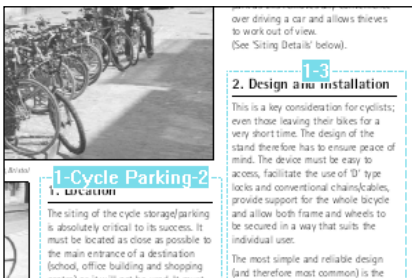 over driving a car and allows thieves
to work out of view.
(See 'Siting Details' below).
1-3
2. Design and Installation
This is a key consideration for cyclists;
even those leaving their bikes for a
very short time. The design of the
stand therefore has to ensure peace of
mind. The device must be easy to
access, facilitate the use of 'D' type
locks and conventional chains/cables,
provide support for the whole bicycle
and allow both frame and wheels to
be secured in a way that suits the
individual user.
The most simple and reliable design
(and therefore most common) is the
, Bristol
1-Cycle Parking-2
1. Location
The siting of the cycle storage/parking
is absolutely critical to its success. It
must be located as close as possible to
the main entrance of a destination
(school, office building and shopping